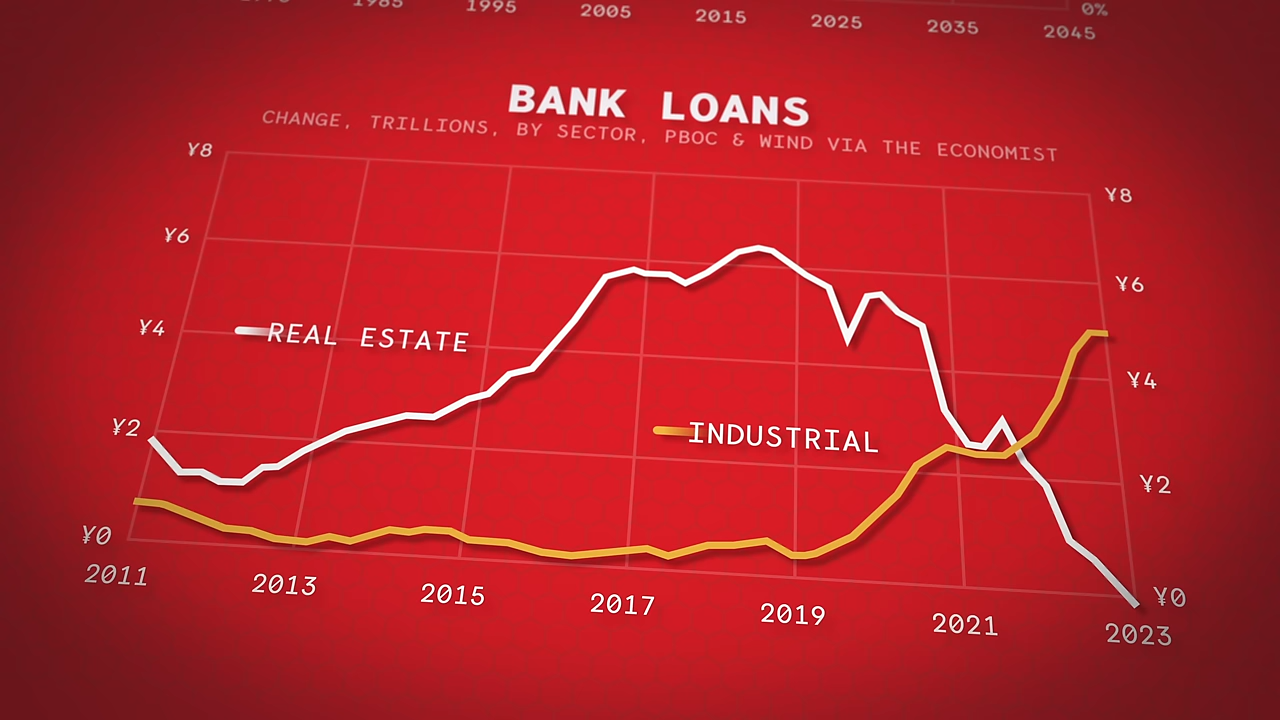 1985 1995 2005 2015 2025 2035 2045
0%
BANK LOANS
CHANGE, TRILLIONS, BY SECTOR, PBOC & WIND VIA THE ECONOMIST
¥8 ¥8
¥6 ¥6
¥4 REAL ESTATE ¥4
¥2 INDUSTRIAL ¥2
¥0 ¥0
2011 2013 2015 2017 2019 2021 2023